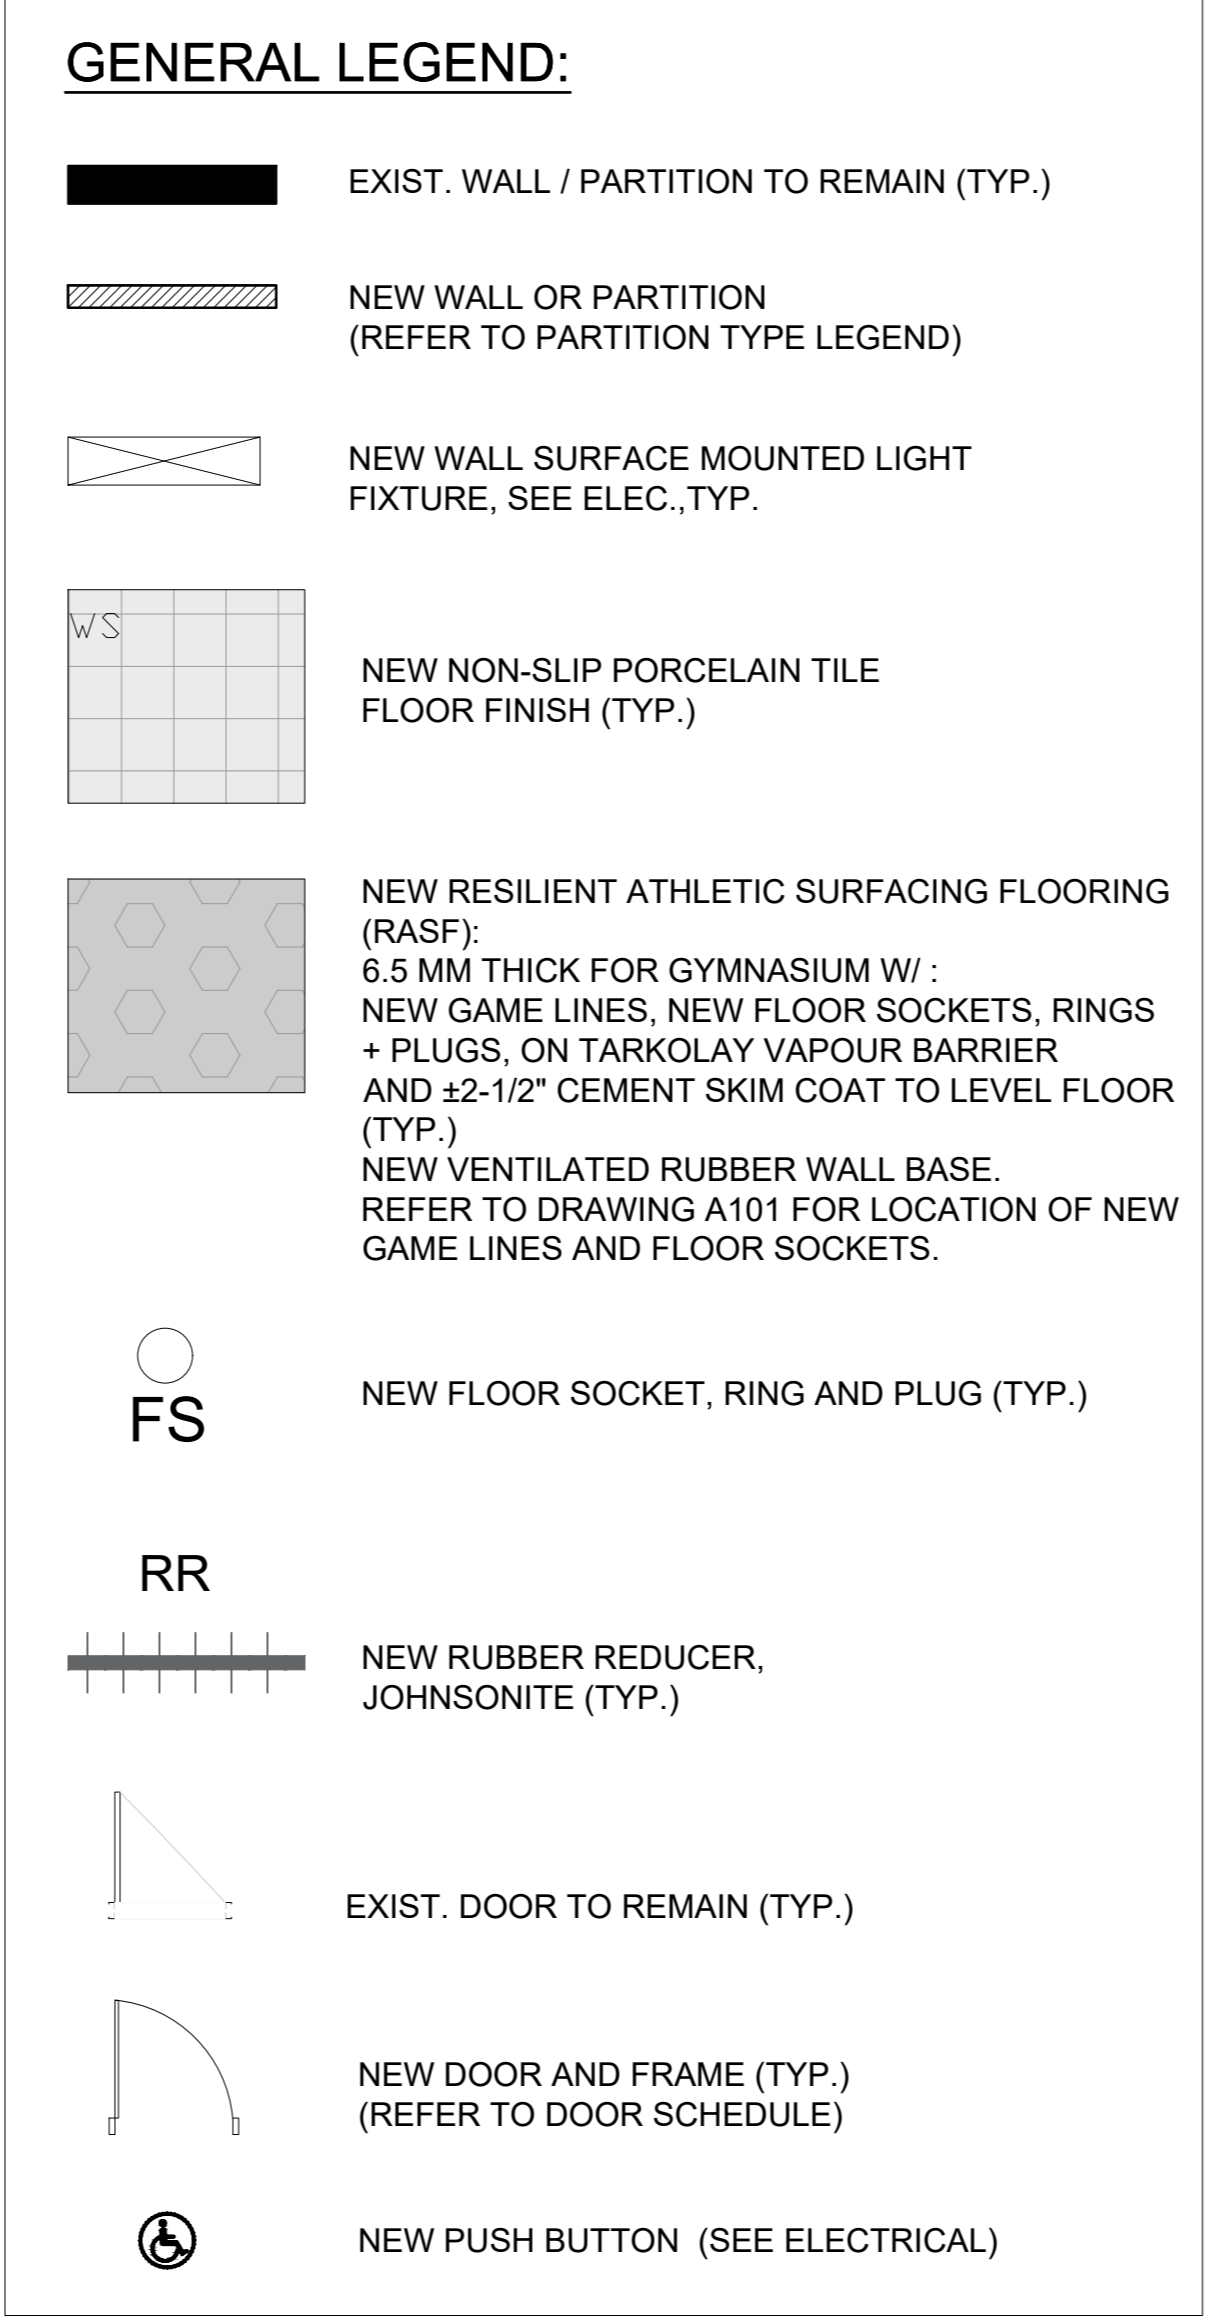 GENERAL LEGEND:
EXIST. WALL / PARTITION TO REMAIN (TYP.)
NEW WALL OR PARTITION
(REFER TO PARTITION TYPE LEGEND)
NEW WALL SURFACE MOUNTED LIGHT
FIXTURE, SEE ELEC.,TYP.
WS
NEW NON-SLIP PORCELAIN TILE
FLOOR FINISH (TYP.)
NEW RESILIENT ATHLETIC SURFACING FLOORING
(RASF):
6.5 MM THICK FOR GYMNASIUM W/ :
NEW GAME LINES, NEW FLOOR SOCKETS, RINGS
+ PLUGS, ON TARKOLAY VAPOUR BARRIER
AND ±2-1/2" CEMENT SKIM COAT TO LEVEL FLOOR
(TYP.)
NEW VENTILATED RUBBER WALL BASE.
REFER TO DRAWING A101 FOR LOCATION OF NEW
GAME LINES AND FLOOR SOCKETS.
FS
NEW FLOOR SOCKET, RING AND PLUG (TYP.)
RR
NEW RUBBER REDUCER,
JOHNSONITE (TYP.)
EXIST. DOOR TO REMAIN (TYP.)
NEW DOOR AND FRAME (TYP.)
(REFER TO DOOR SCHEDULE)
NEW PUSH BUTTON  (SEE ELECTRICAL)